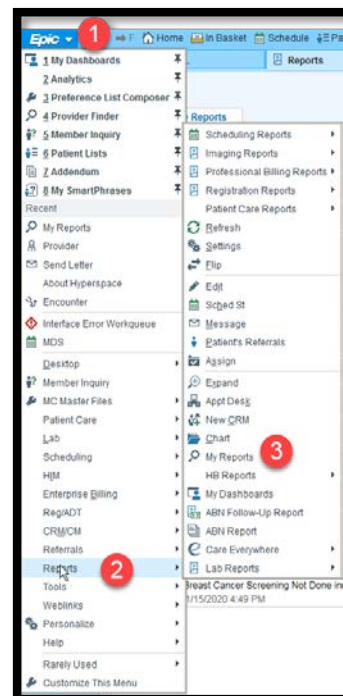 Epic
1
Home
In Basket
Schedule
Pa
Reports
1 My Dashboards
2 Analytics
3 Preference List Composer
4 Provider Finder
5 Member Inquiry
6 Patient Lists
7 Addendum
8 My SmartPhrases
Recent
My Reports
Provider
Send Letter
About Hyperspace
Encounter
Interface Error Workqueue
MDS
Desktop
Member Inquiry
MC Master Files
Patient Care
Lab
Scheduling
HIM
Enterprise Billing
Reg/ADT
CRM/CM
Referrals
Reports
2
Tools
Weblinks
Personalize
Help
Rarely Used
Customize This Menu
Reports
Scheduling Reports
Imaging Reports
Professional Billing Reports
Registration Reports
Patient Care Reports
Refresh
Settings
Flip
Edit
Sched St
Message
Patient's Referrals
Assign
Expand
Appt Desk
New CRM
Chart
My Reports
3
HB Reports
My Dashboards
ABN Follow-Up Report
ABN Report
Care Everywhere
Lab Reports
Breast Cancer Screening Not Done in
1/15/2020 4:49 PM